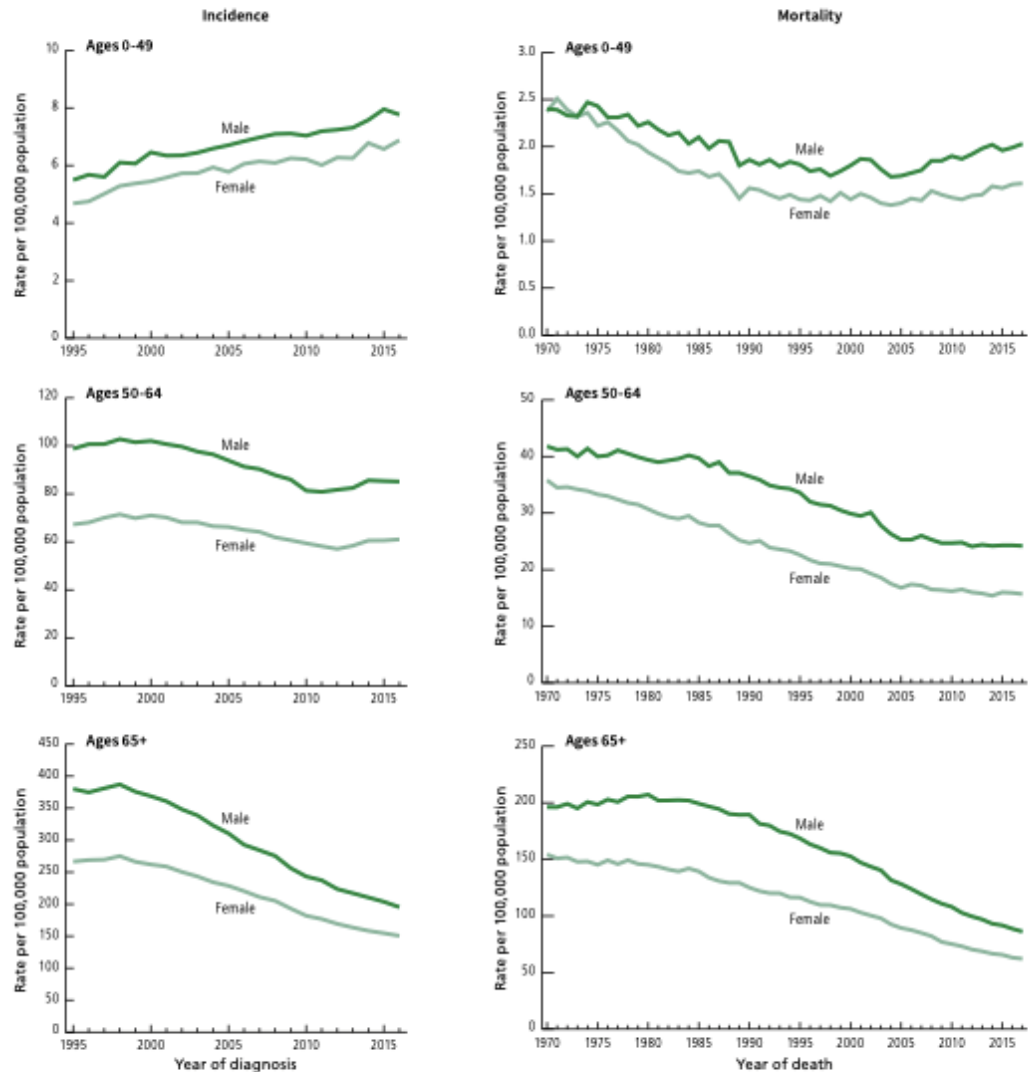 Incidence
Ages 0-49
Rate per 100,000 population
10
8
6
4
2
0
Male
Female
1995 2000 2005 2010 2015
Mortality
Ages 0-49
Rate per 100,000 population
3.0
2.5
2.0
1.5
1.0
0.5
0.0
Male
Female
1970 1975 1980 1985 1990 1995 2000 2005 2010 2015
Ages 50-64
Rate per 100,000 population
120
100
80
60
40
20
0
Male
Female
1995 2000 2005 2010 2015
Ages 50-64
Rate per 100,000 population
50
40
30
20
10
0
Male
Female
1970 1975 1980 1985 1990 1995 2000 2005 2010 2015
Ages 65+
Rate per 100,000 population
450
400
350
300
250
200
150
100
50
0
Male
Female
1995 2000 2005 2010 2015
Year of diagnosis
Ages 65+
Rate per 100,000 population
250
200
150
100
50
0
Male
Female
1970 1975 1980 1985 1990 1995 2000 2005 2010 2015
Year of death